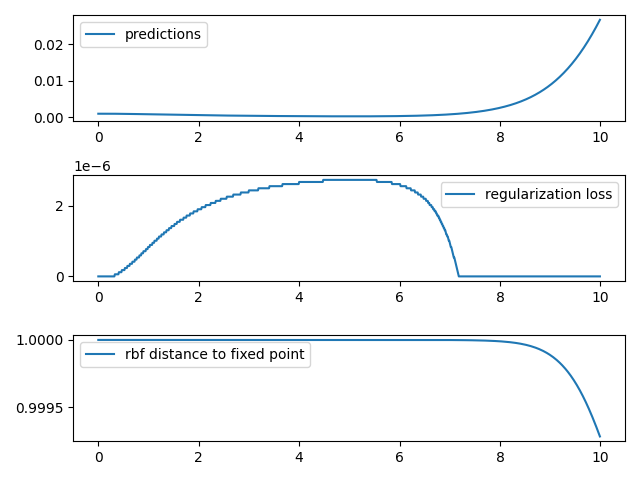 predictions
0.02
0.01
0.00
0 2 4 6 8 10
1e−6
regularization loss
2
0
0 2 4 6 8 10
1.0000
rbf distance to fixed point
0.9995
0 2 4 6 8 10